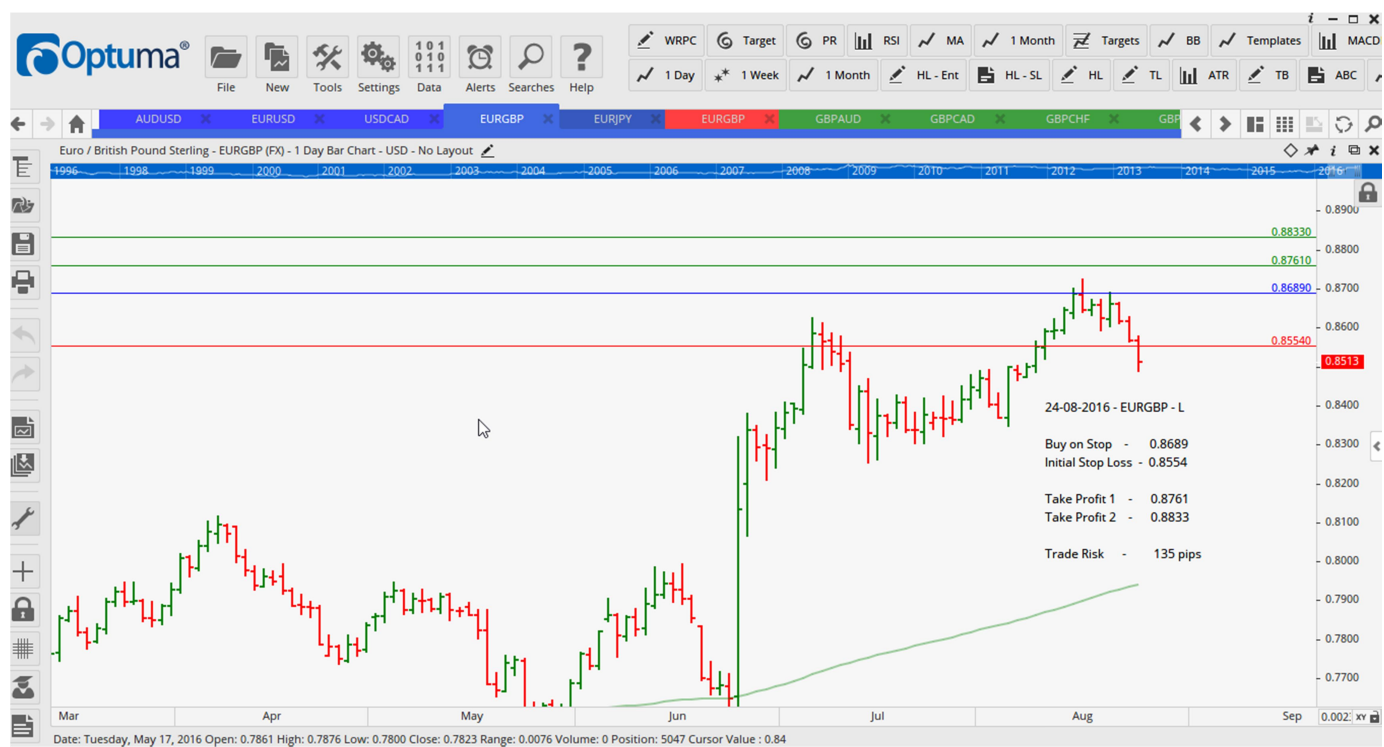 Optuma®
File
New
Tools
Settings
Data
Alerts
Searches
Help
WRPC
Target
PR
RSI
MA
1 Month
Targets
BB
Templates
MACD
1 Day
1 Week
1 Month
HL - Ent
HL - SL
HL
TL
ATR
TB
ABC
AUDUSD
EURUSD
USDCAD
EURGBP
EURJPY
EURGBP
GBPAUD
GBPCAD
GBPCHF
GBP
Euro / British Pound Sterling - EURGBP (FX) - 1 Day Bar Chart - USD - No Layout
1996
1998
1999
2000
2001
2002
2003
2004
2005
2006
2007
2008
2009
2010
2011
2012
2013
2014
2015
2016
0.8900
0.88330
0.8800
0.87610
0.86890
0.8700
0.8600
0.85540
0.8513
0.8400
0.8300
0.8200
0.8100
0.8000
0.7900
0.7800
0.7700
24-08-2016 - EURGBP - L
Buy on Stop - 0.8689
Initial Stop Loss - 0.8554
Take Profit 1 - 0.8761
Take Profit 2 - 0.8833
Trade Risk - 135 pips
Mar
Apr
May
Jun
Jul
Aug
Sep
XY
Date: Tuesday, May 17, 2016 Open: 0.7861 High: 0.7876 Low: 0.7800 Close: 0.7823 Range: 0.0076 Volume: 0 Position: 5047 Cursor Value : 0.84